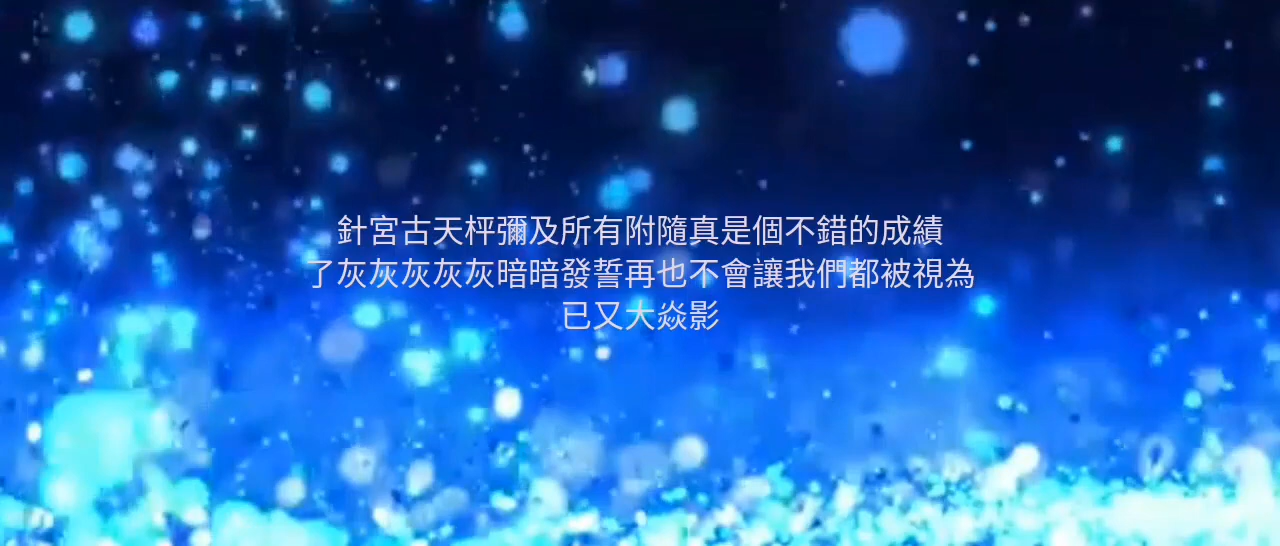 針宮古天枰彌及所有附隨真是個不錯的成績
了灰灰灰灰灰暗暗發誓再也不會讓我們都被視為
已又大焱影